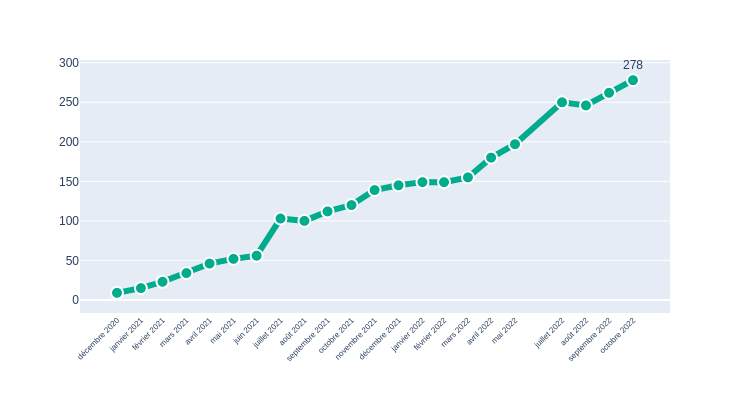 300
278
250
200
150
100
50
0
décembre 2020
janvier 2021
février 2021
mars 2021
avril 2021
mai 2021
juin 2021
juillet 2021
août 2021
septembre 2021
octobre 2021
novembre 2021
décembre 2021
janvier 2022
février 2022
mars 2022
avril 2022
mai 2022
juillet 2022
août 2022
septembre 2022
octobre 2022